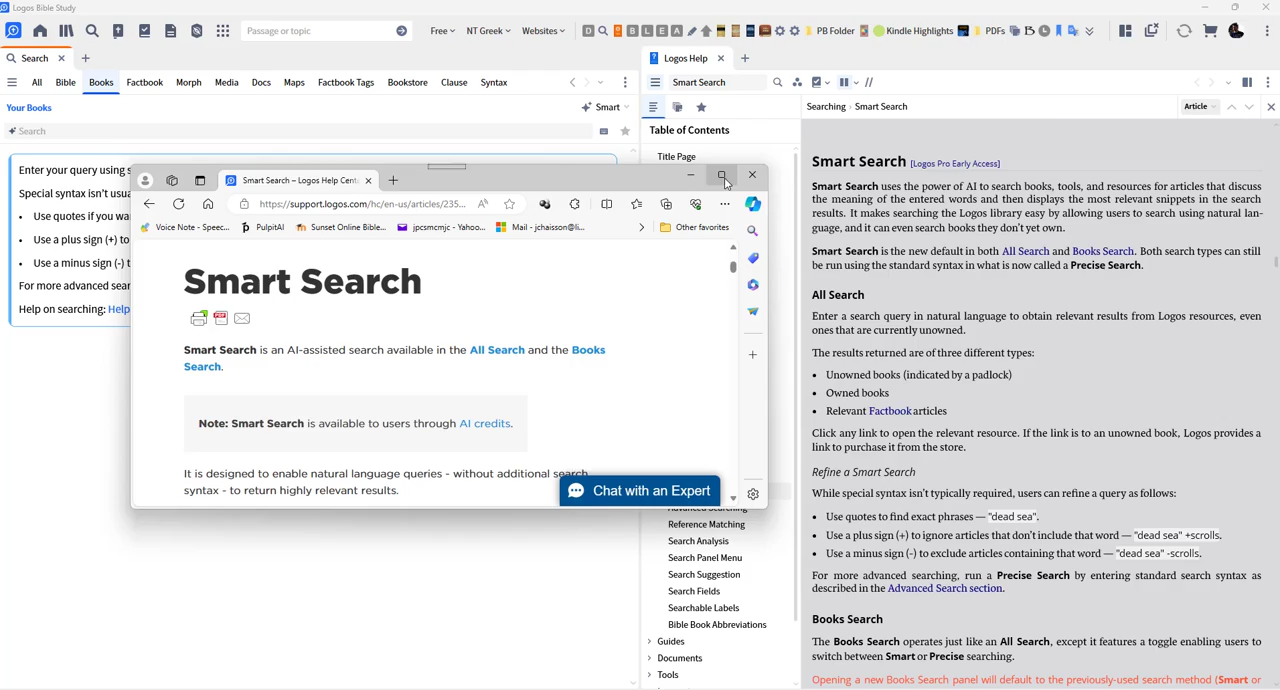 Logos Bible Study
Passage or topic
Free
NT Greek
Websites
D
B L E A
PB Folder
Kindle Highlights
PDFs
Search
Logos Help
All
Bible
Books
Factbook
Morph
Media
Docs
Maps
Factbook Tags
Bookstore
Clause
Syntax
Smart Search
Your Books
Smart
Searching › Smart Search
Article
Search
Table of Contents
Title Page
Enter your query using s
Special syntax isn't usua
• Use quotes if you wa
• Use a plus sign (+) to
• Use a minus sign (-) t
For more advanced sear
Help on searching: Help
Smart Search – Logos Help Cent
https://support.logos.com/hc/en-us/articles/235...
Voice Note - Speec...
PulpitAI
Sunset Online Bible...
jpcsmcmjc - Yahoo...
Mail - jchaisson@li...
Other favorites
Smart Search
Smart Search is an AI-assisted search available in the All Search and the Books
Search.
Note: Smart Search is available to users through AI credits.
It is designed to enable natural language queries - without additional search
syntax - to return highly relevant results.
Chat with an Expert
Advanced Searching
Reference Matching
Search Analysis
Search Panel Menu
Search Suggestion
Search Fields
Searchable Labels
Bible Book Abbreviations
Guides
Documents
Tools
Smart Search [Logos Pro Early Access]
Smart Search uses the power of AI to search books, tools, and resources for articles that discuss
the meaning of the entered words and then displays the most relevant snippets in the search
results. It makes searching the Logos library easy by allowing users to search using natural lan-
guage, and it can even search books they don't yet own.
Smart Search is the new default in both All Search and Books Search. Both search types can still
be run using the standard syntax in what is now called a Precise Search.
All Search
Enter a search query in natural language to obtain relevant results from Logos resources, even
ones that are currently unowned.
The results returned are of three different types:
• Unowned books (indicated by a padlock)
• Owned books
• Relevant Factbook articles
Click any link to open the relevant resource. If the link is to an unowned book, Logos provides a
link to purchase it from the store.
Refine a Smart Search
While special syntax isn't typically required, users can refine a query as follows:
• Use quotes to find exact phrases — "dead sea".
• Use a plus sign (+) to ignore articles that don't include that word — "dead sea" +scrolls.
• Use a minus sign (-) to exclude articles containing that word — "dead sea" -scrolls.
For more advanced searching, run a Precise Search by entering standard search syntax as
described in the Advanced Search section.
Books Search
The Books Search operates just like an All Search, except it features a toggle enabling users to
switch between Smart or Precise searching.
Opening a new Books Search panel will default to the previously-used search method (Smart or